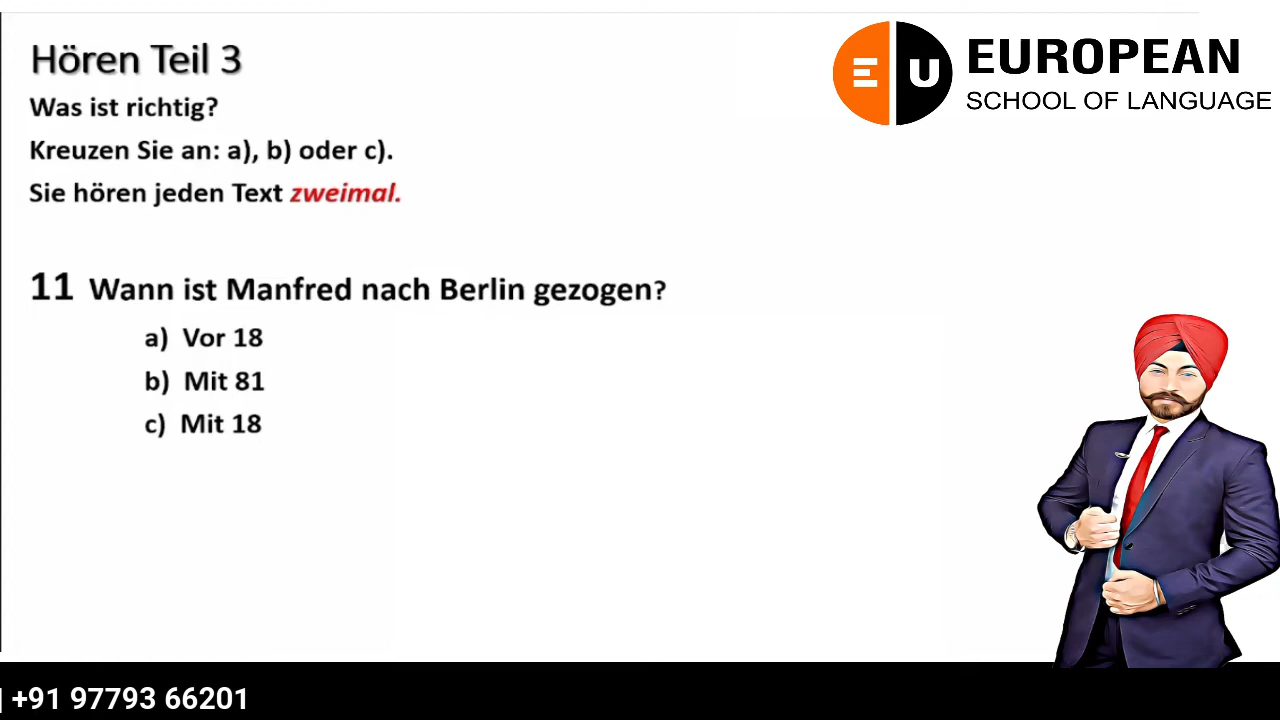 Hören Teil 3
Was ist richtig?
Kreuzen Sie an: a), b) oder c).
Sie hören jeden Text zweimal.
EU EUROPEAN
SCHOOL OF LANGUAGE
11 Wann ist Manfred nach Berlin gezogen?
a) Vor 18
b) Mit 81
c) Mit 18
| +91 97793 66201